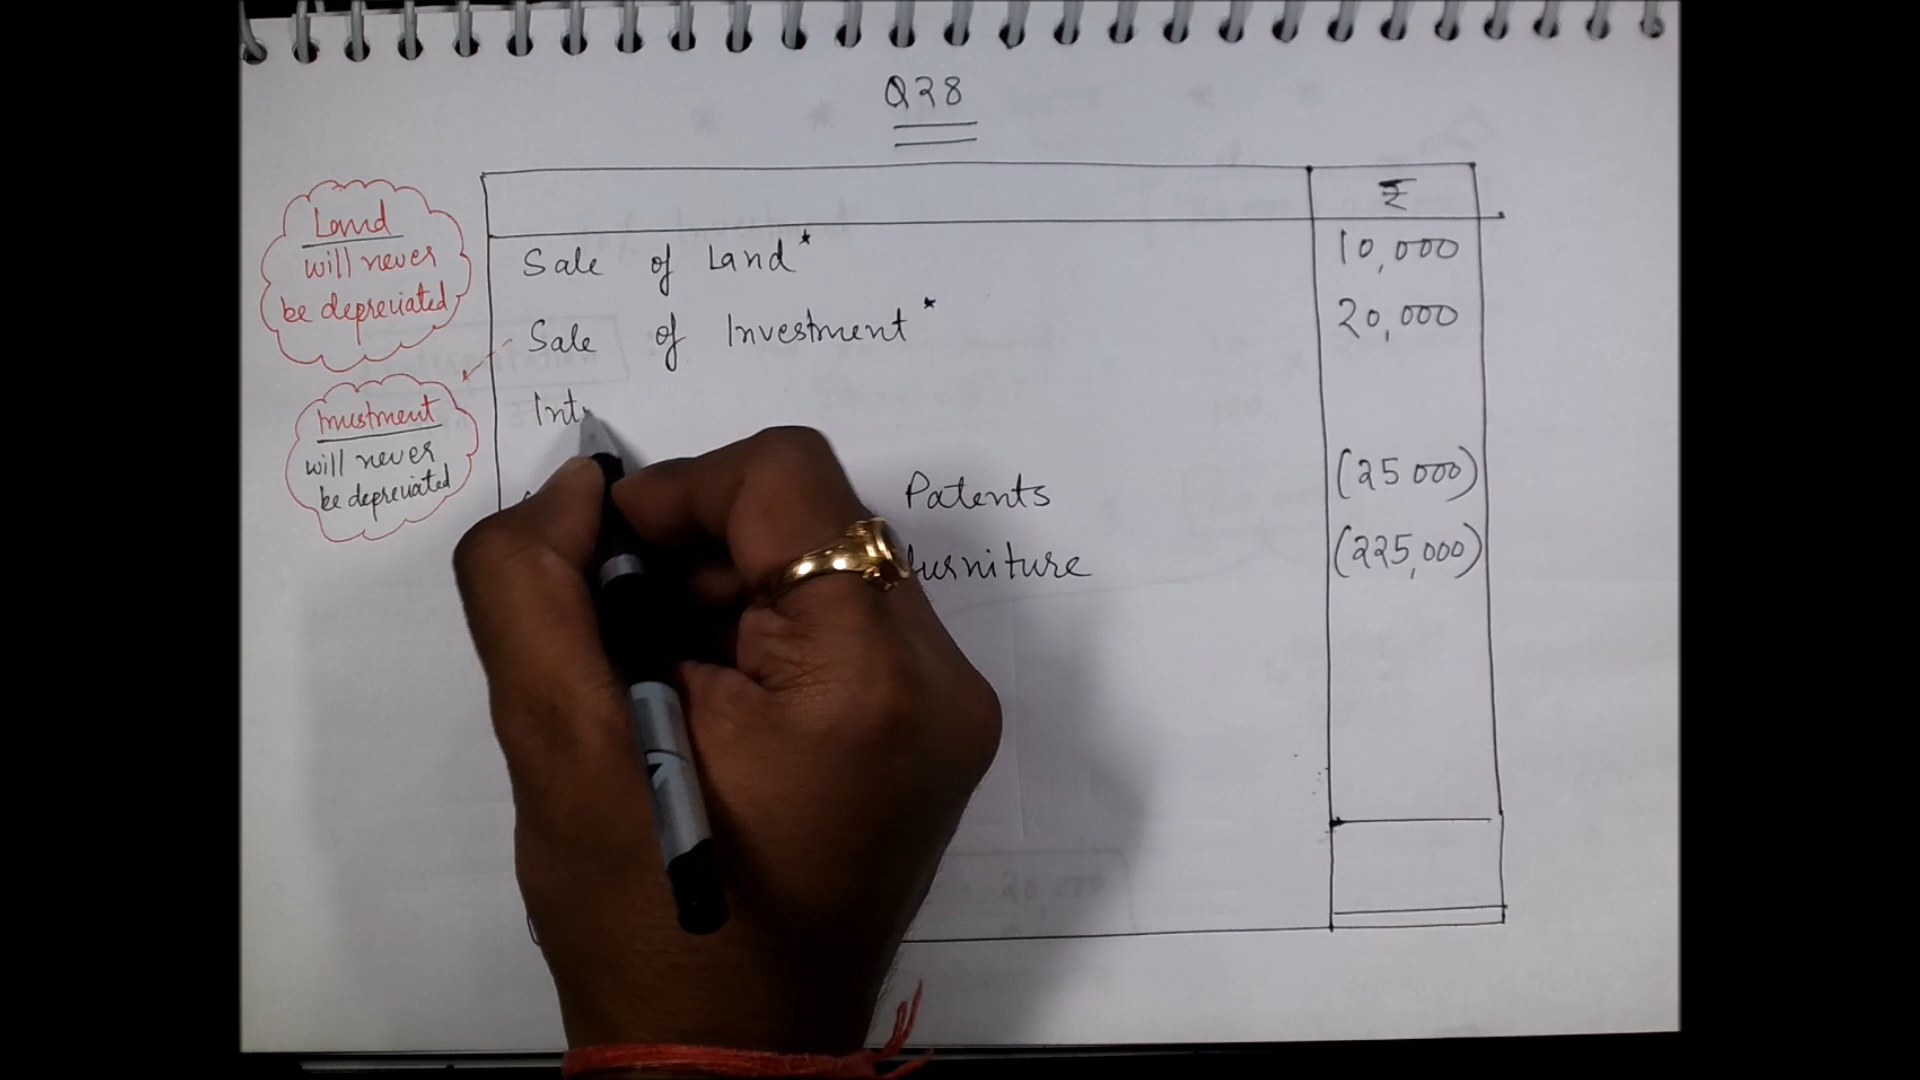 Q28
₹
Sale of Land* 10,000
Sale of Investment* 20,000
Int
Patents (25 000)
furniture (225,000)
Land
will never
be depreciated
Investment
will never
be depreciated